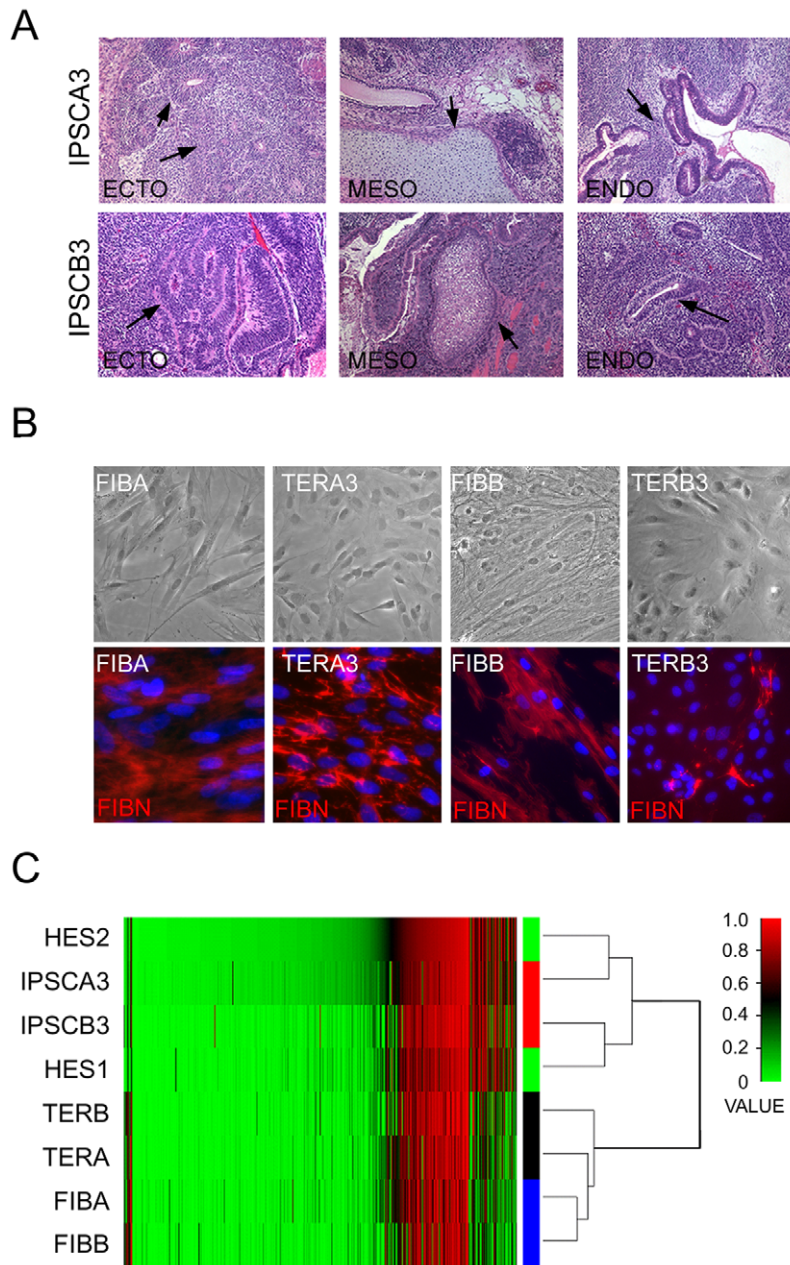 A
IPSCA3
ECTO
MESO
ENDO
IPSCB3
ECTO
MESO
ENDO
B
FIBA
TERA3
FIBB
TERB3
FIBA
TERA3
FIBB
TERB3
FIBN
FIBN
FIBN
FIBN
C
HES2
IPSCA3
IPSCB3
HES1
TERB
TERA
FIBA
FIBB
1.0
0.8
0.6
0.4
0.2
0
VALUE